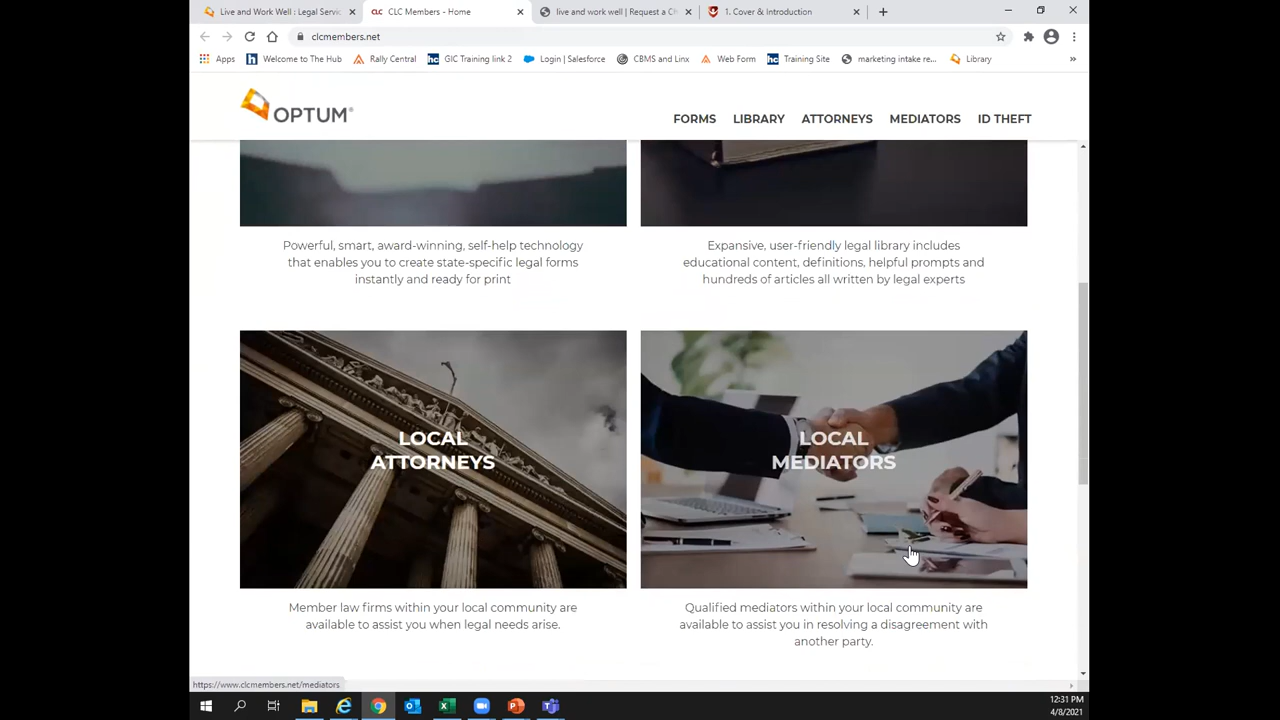 Live and Work Well : Legal Servic
CLC CLC Members - Home
live and work well | Request a Ch
1. Cover & Introduction
clcmembers.net
Apps
h Welcome to The Hub
Rally Central
hc GIC Training link 2
Login | Salesforce
CBMS and Linx
Web Form
hc Training Site
marketing intake re...
Library
»
OPTUM®
FORMS LIBRARY ATTORNEYS MEDIATORS ID THEFT
Powerful, smart, award-winning, self-help technology
that enables you to create state-specific legal forms
instantly and ready for print
Expansive, user-friendly legal library includes
educational content, definitions, helpful prompts and
hundreds of articles all written by legal experts
LOCAL
ATTORNEYS
LOCAL
MEDIATORS
Member law firms within your local community are
available to assist you when legal needs arise.
Qualified mediators within your local community are
available to assist you in resolving a disagreement with
another party.
https://www.clcmembers.net/mediators
12:31 PM
4/8/2021